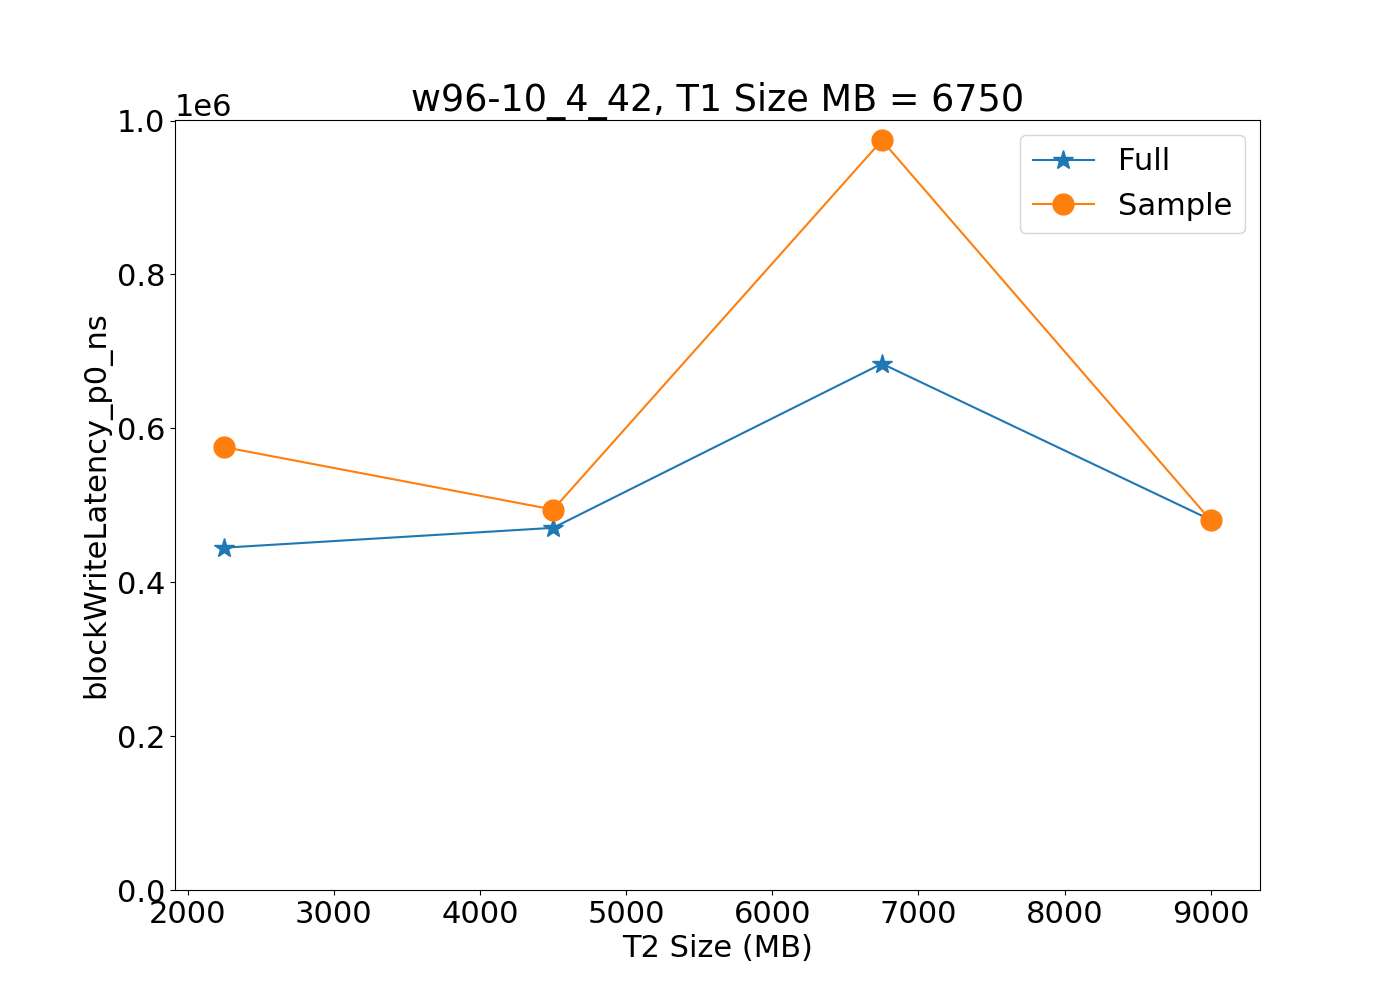 w96-10_4_42, T1 Size MB = 6750
1e6
1.0
0.8
0.6
0.4
0.2
0.0
blockWriteLatency_p0_ns
Full
Sample
2000 3000 4000 5000 6000 7000 8000 9000
T2 Size (MB)